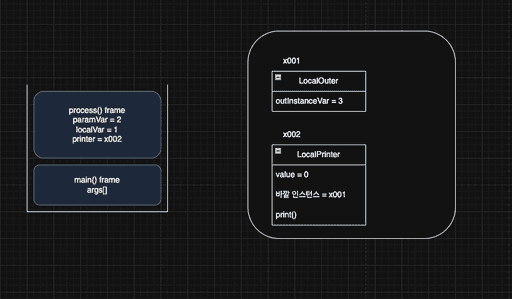 process() frame
paramVar = 2
localVar = 1
printer = x002
main() frame
args[]
x001
LocalOuter
outInstanceVar = 3
x002
LocalPrinter
value = 0
바깥 인스턴스 = x001
print()